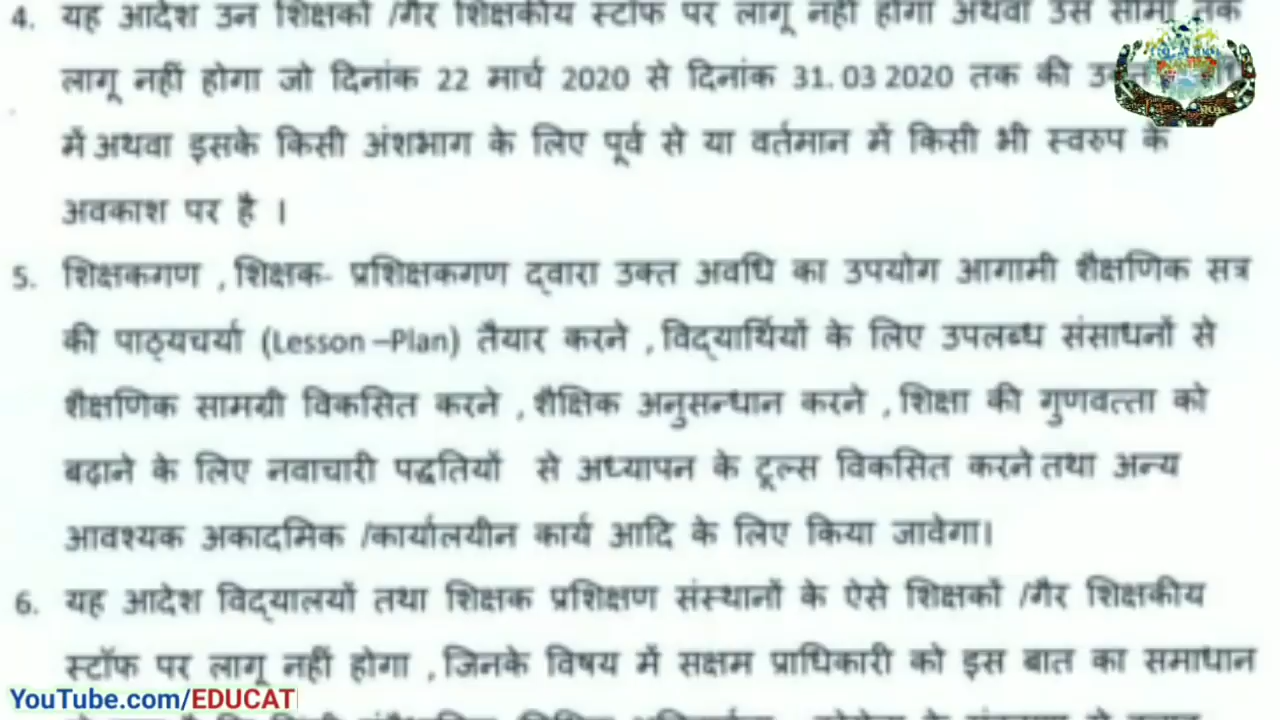 4. यह आदेश उन शिक्षकों /गैर शिक्षकीय स्टॉफ पर लागू नहीं होगा अथवा उस सीमा तक
लागू नहीं होगा जो दिनांक 22 मार्च 2020 से दिनांक 31.03 2020 तक की उक्त
में अथवा इसके किसी अंशभाग के लिए पूर्व से या वर्तमान में किसी भी स्वरुप के
अवकाश पर है ।
5. शिक्षकगण , शिक्षक- प्रशिक्षकगण द्वारा उक्त अवधि का उपयोग आगामी शैक्षणिक सत्र
की पाठ्यचर्या (Lesson –Plan) तैयार करने , विद्यार्थियों के लिए उपलब्ध संसाधनों से
शैक्षणिक सामग्री विकसित करने , शैक्षिक अनुसन्धान करने , शिक्षा की गुणवत्ता को
बढ़ाने के लिए नवाचारी पद्धतियों से अध्यापन के टूल्स विकसित करने तथा अन्य
आवश्यक अकादमिक /कार्यालयीन कार्य आदि के लिए किया जावेगा।
6. यह आदेश विद्यालयों तथा शिक्षक प्रशिक्षण संस्थानों के ऐसे शिक्षकों /गैर शिक्षकीय
स्टॉफ पर लागू नहीं होगा , जिनके विषय में सक्षम प्राधिकारी को इस बात का समाधान
YouTube.com/EDUCAT